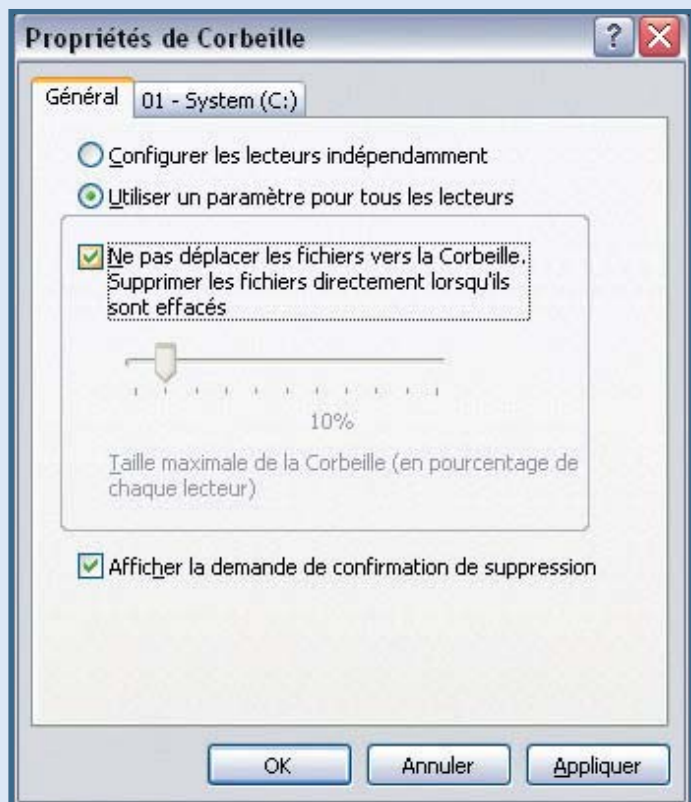 Propriétés de Corbeille
Général
01 - System (C:)
Configurer les lecteurs indépendamment
Utiliser un paramètre pour tous les lecteurs
Ne pas déplacer les fichiers vers la Corbeille.
Supprimer les fichiers directement lorsqu'ils
sont effacés
10%
Taille maximale de la Corbeille (en pourcentage de
chaque lecteur)
Afficher la demande de confirmation de suppression
OK
Annuler
Appliquer